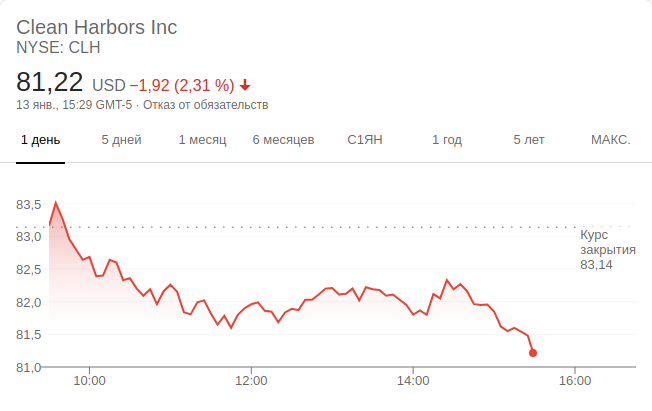 Clean Harbors Inc
NYSE: CLH
81,22 USD −1,92 (2,31 %)
13 янв., 15:29 GMT-5 · Отказ от обязательств
1 день 5 дней 1 месяц 6 месяцев С1ЯН 1 год 5 лет МАКС.
83,5
83,0
82,5
82,0
81,5
81,0
Курс
закрытия
83,14
10:00 12:00 14:00 16:00